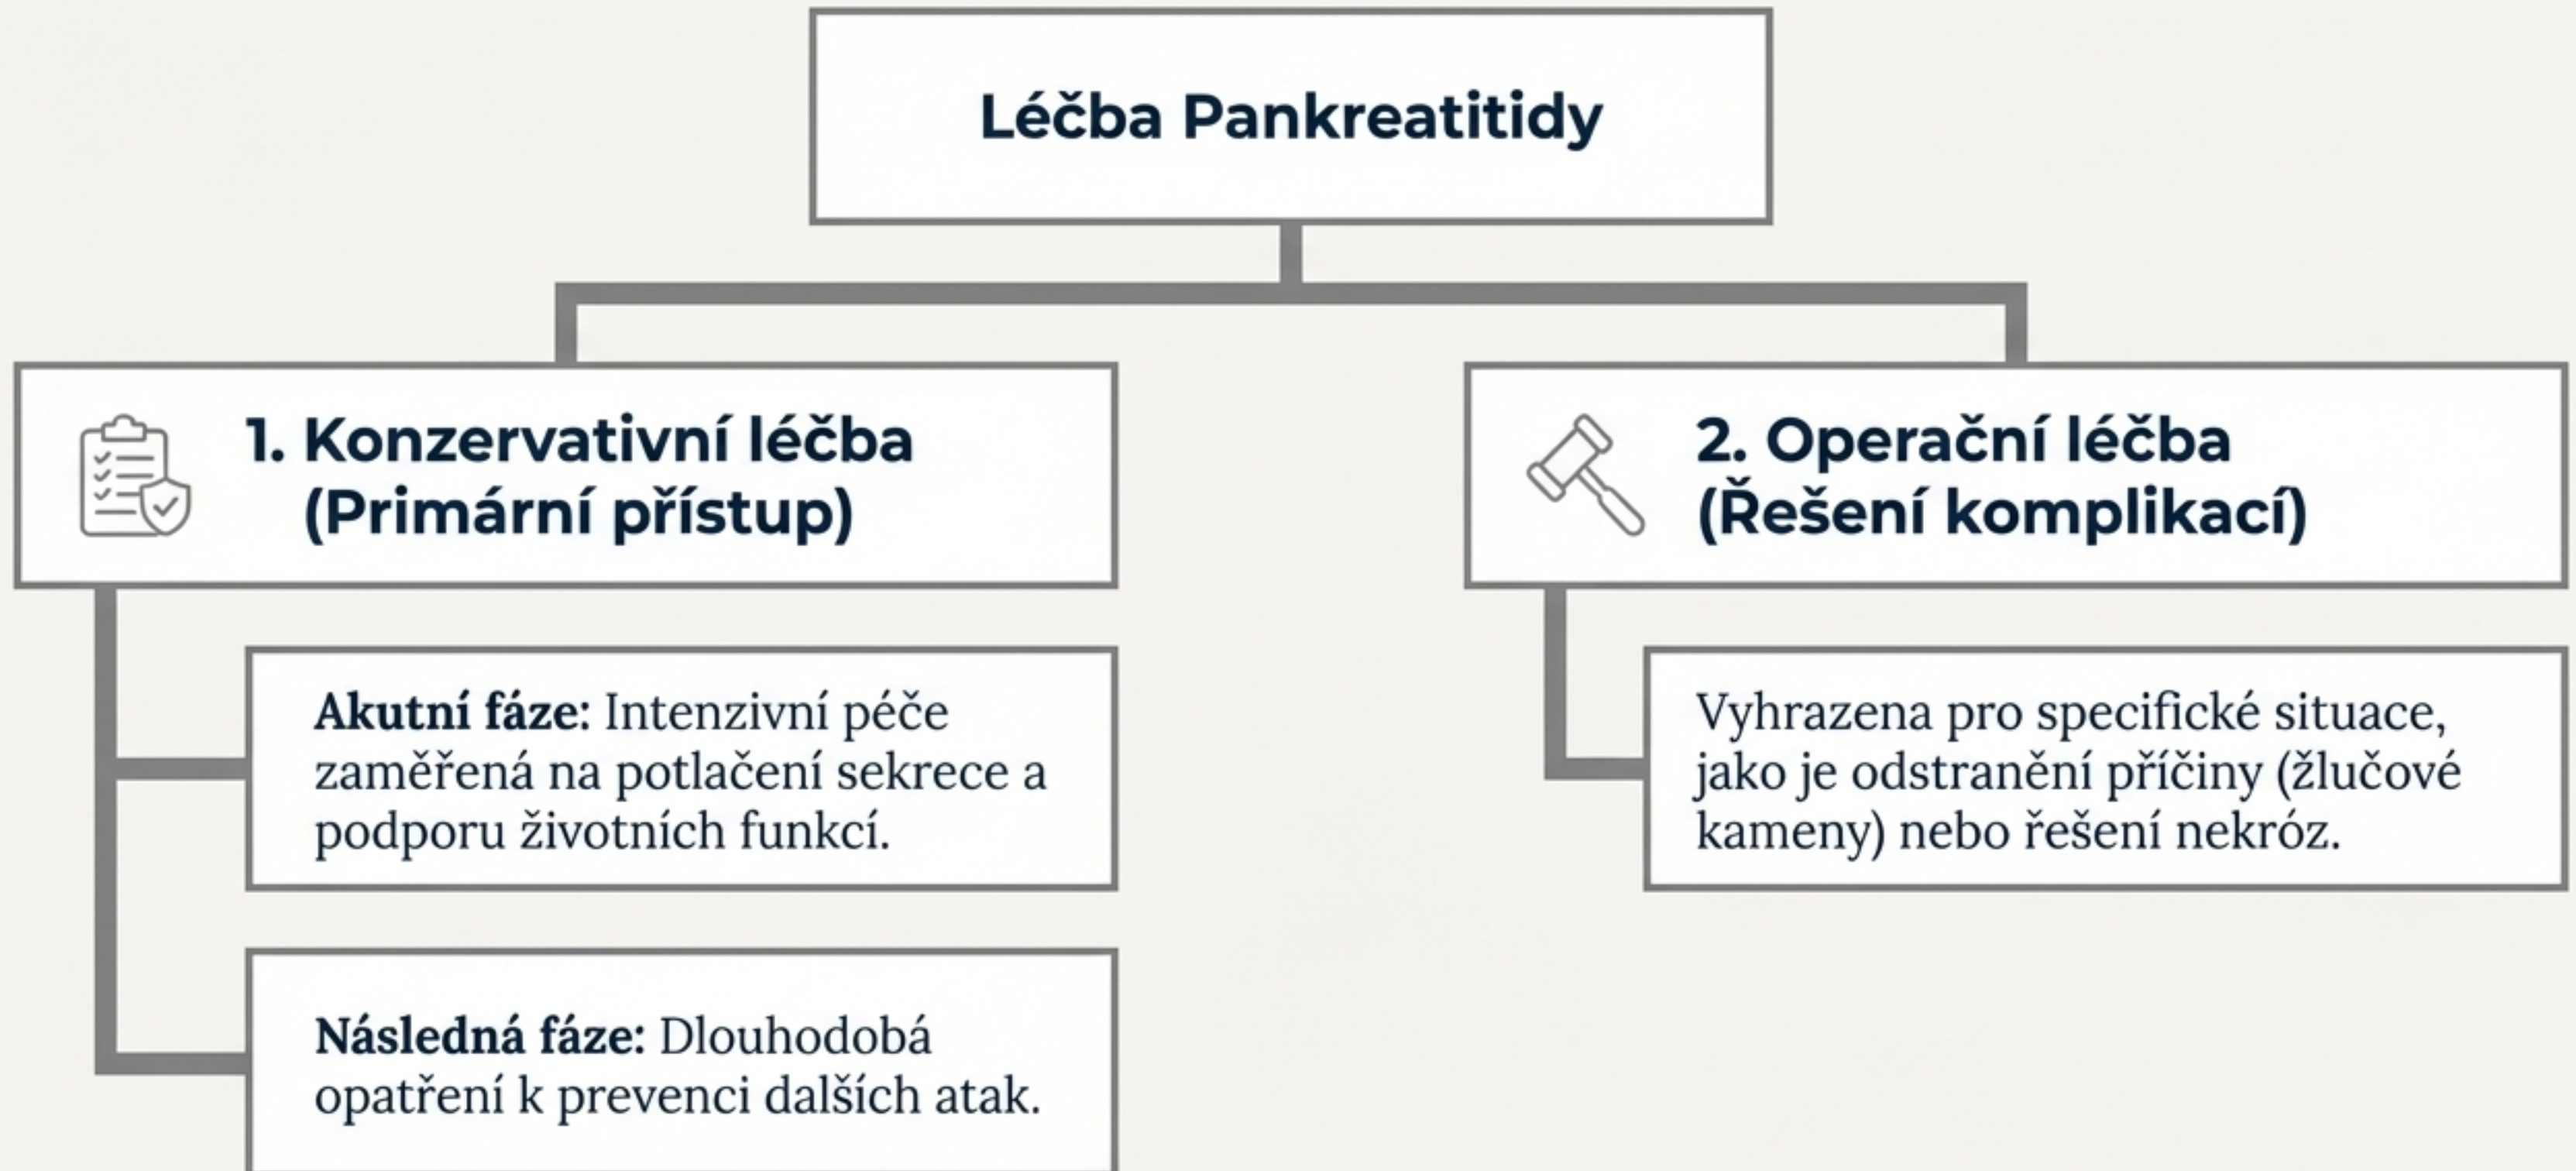 Léčba Pankreatitidy
1. Konzervativní léčba
(Primární přístup)
Akutní fáze: Intenzivní péče
zaměřená na potlačení sekrece a
podporu životních funkcí.
Následná fáze: Dlouhodobá
opatření k prevenci dalších atak.
2. Operační léčba
(Řešení komplikací)
Vyhrazena pro specifické situace,
jako je odstranění příčiny (žlučové
kameny) nebo řešení nekróz.